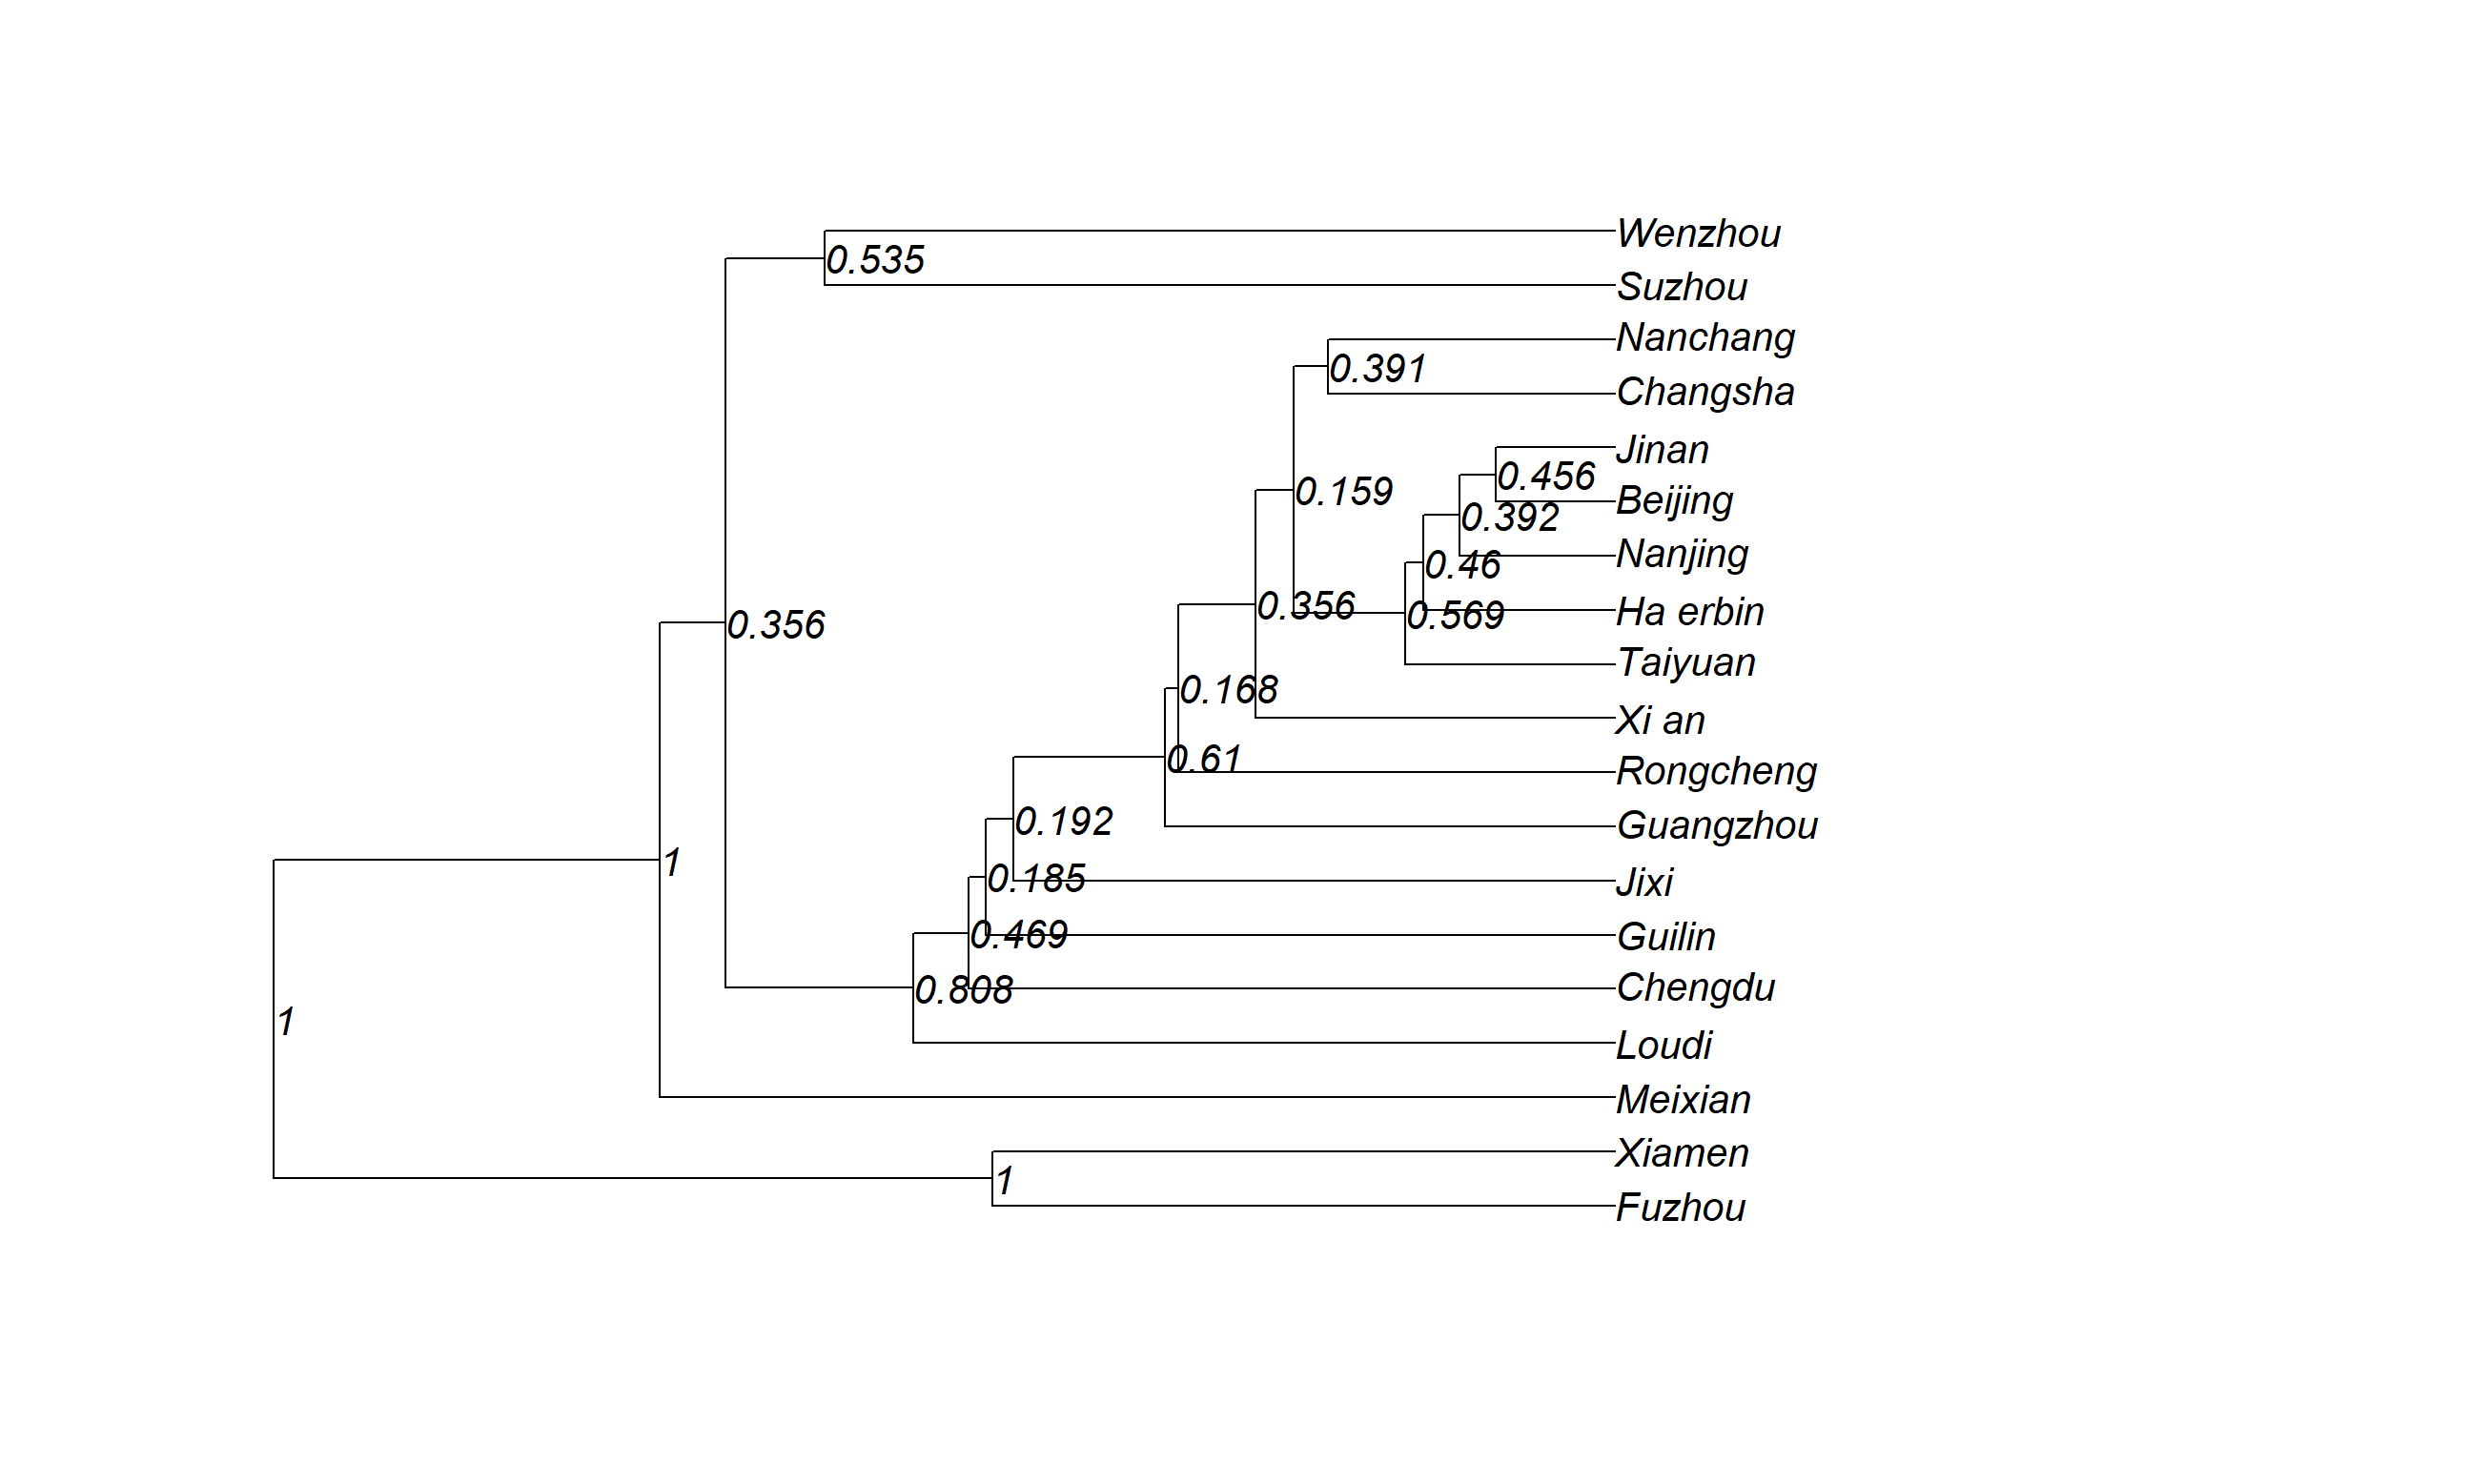 Wenzhou
0.535
Suzhou
Nanchang
0.391
Changsha
Jinan
0.456
0.159
Beijing
0.392
Nanjing
0.46
0.356
Ha erbin
0.569
0.356
Taiyuan
0.168
Xi an
0.61
Rongcheng
0.192
Guangzhou
1
0.185
Jixi
0.469
Guilin
0.808
Chengdu
1
Loudi
Meixian
Xiamen
1
Fuzhou